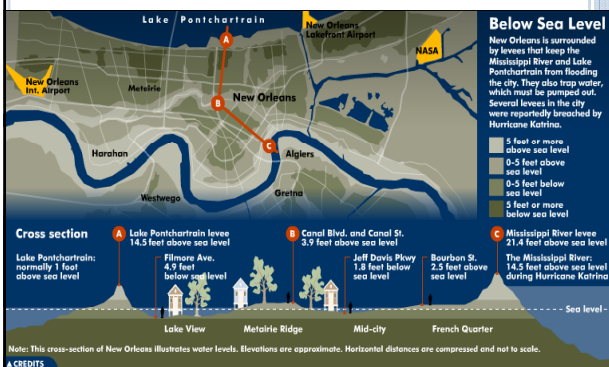 Lake Pontchartrain
New Orleans
Lakefront Airport
A
NASA
New Orleans
Int. Airport
Metairie
New Orleans
B
C
Harahan
Algiers
Westwego
Gretna
Below Sea Level
New Orleans is surrounded
by levees that keep the
Mississippi River and Lake
Pontchartrain from flooding
the city. They also trap water,
which must be pumped out.
Several levees in the city
were reportedly breached by
Hurricane Katrina.
5 feet or more
above sea level
0-5 feet above
sea level
0-5 feet below
sea level
5 feet or more
below sea level
Cross section
A Lake Pontchartrain levee
14.5 feet above sea level
B Canal Blvd. and Canal St.
3.9 feet above sea level
C Mississippi River levee
21.4 feet above sea level
Lake Pontchartrain:
normally 1 foot
above sea level
Filmore Ave.
4.9 feet
below sea level
Jeff Davis Pkwy
1.8 feet below
sea level
Bourbon St.
2.5 feet above
sea level
The Mississippi River:
14.5 feet above sea level
during Hurricane Katrina
Sea level
Lake View
Metairie Ridge
Mid-city
French Quarter
Note: This cross-section of New Orleans illustrates water levels. Elevations are approximate. Horizontal distances are compressed and not to scale.
▲CREDITS